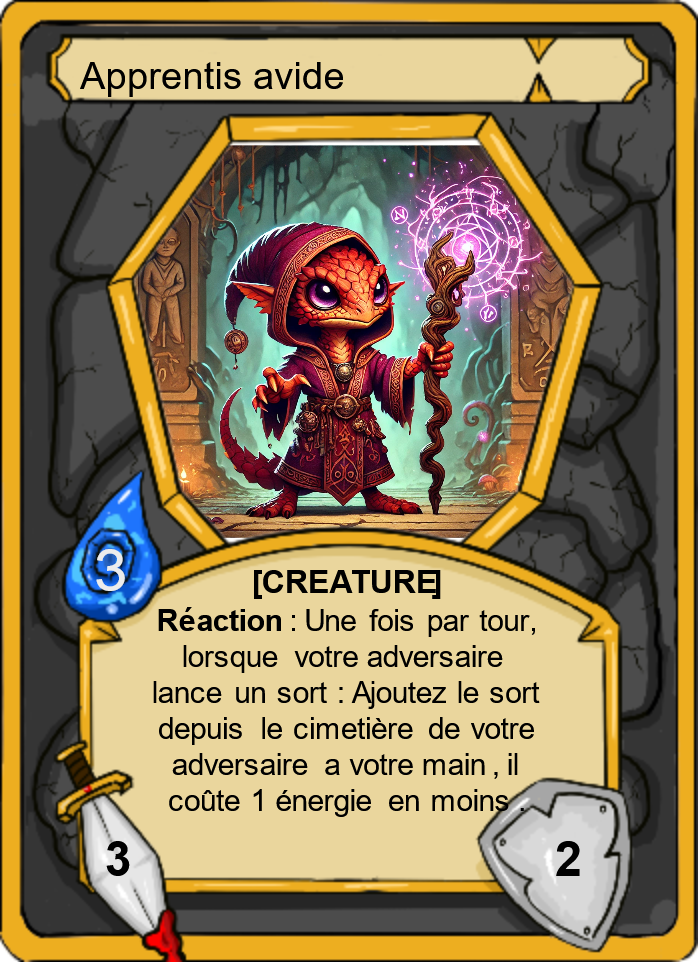 Apprentis avide
3
[CREATURE]
Réaction : Une fois par tour,
lorsque votre adversaire
lance un sort : Ajoutez le sort
depuis le cimetière de votre
adversaire a votre main , il
coûte 1 énergie en moins .
3
2